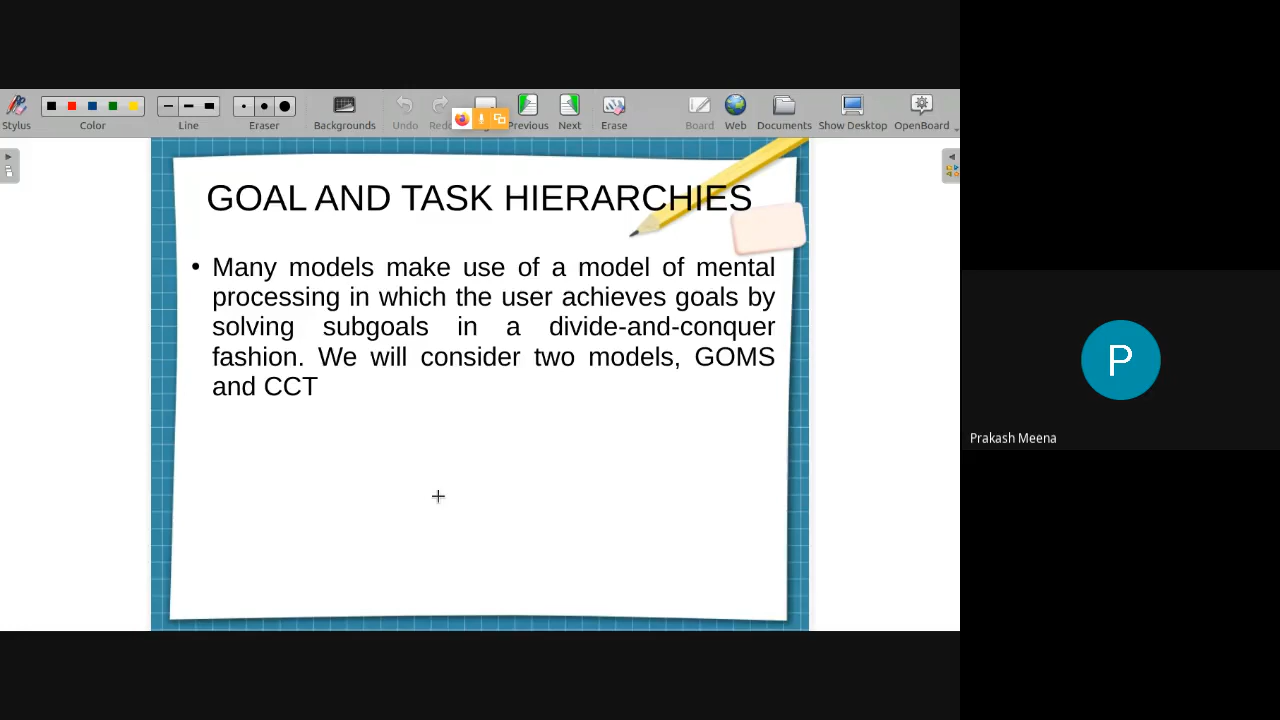 Stylus
Color
Line
Eraser
Backgrounds
Undo
Previous
Next
Erase
Board
Web
Documents
Show Desktop
OpenBoard
GOAL AND TASK HIERARCHIES
• Many models make use of a model of mental
processing in which the user achieves goals by
solving subgoals in a divide-and-conquer
fashion. We will consider two models, GOMS
and CCT
P
Prakash Meena